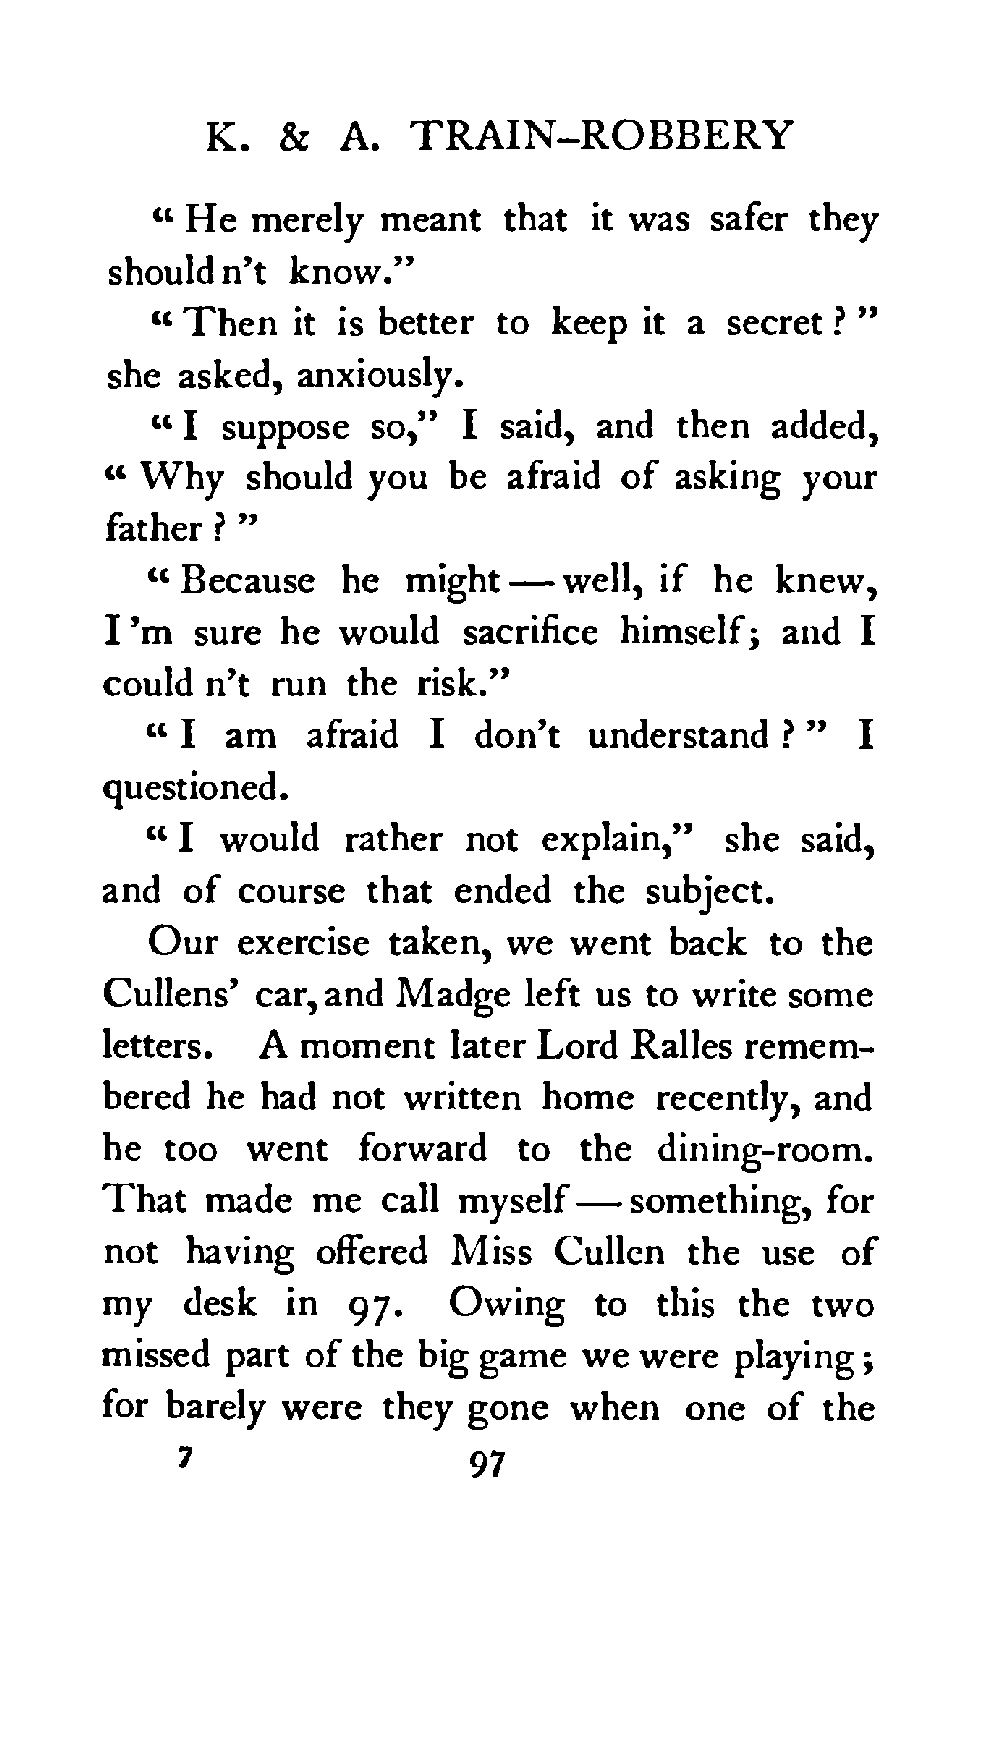 K. & A. TRAIN-ROBBERY
“ He merely meant that it was safer they
should n’t know.”
“ Then it is better to keep it a secret ? ”
she asked, anxiously.
“ I suppose so,” I said, and then added,
“ Why should you be afraid of asking your
father ? ”
“ Because he might — well, if he knew,
I ’m sure he would sacrifice himself; and I
could n’t run the risk.”
“ I am afraid I don’t understand ? ” I
questioned.
“ I would rather not explain,” she said,
and of course that ended the subject.
Our exercise taken, we went back to the
Cullens’ car, and Madge left us to write some
letters. A moment later Lord Ralles remem-
bered he had not written home recently, and
he too went forward to the dining-room.
That made me call myself — something, for
not having offered Miss Cullen the use of
my desk in 97. Owing to this the two
missed part of the big game we were playing ;
for barely were they gone when one of the
7 97